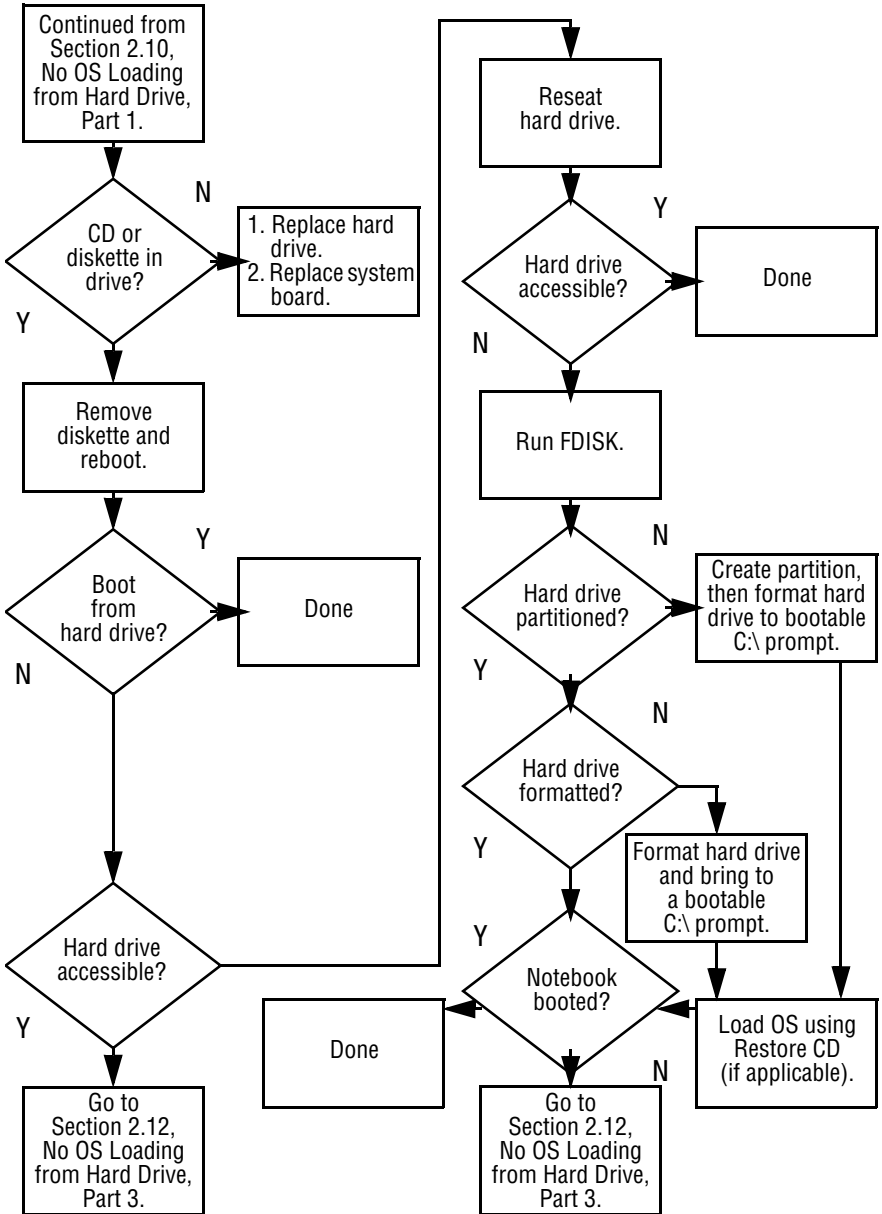 Continued from
Section 2.10,
No OS Loading
from Hard Drive,
Part 1.
N
CD or
diskette in
drive?
1. Replace hard
drive.
2. Replace system
board.
Y
Remove
diskette and
reboot.
Y
Boot
from
hard drive?
Done
N
Hard drive
accessible?
Y
Go to
Section 2.12,
No OS Loading
from Hard Drive,
Part 3.
Reseat
hard drive.
Y
Hard drive
accessible?
Done
N
Run FDISK.
N
Hard drive
partitioned?
Create partition,
then format hard
drive to bootable
C:\ prompt.
Y
N
Hard drive
formatted?
Y
Format hard drive
and bring to
a bootable
C:\ prompt.
Y
Notebook
booted?
Done
Load OS using
Restore CD
(if applicable).
N
Go to
Section 2.12,
No OS Loading
from Hard Drive,
Part 3.